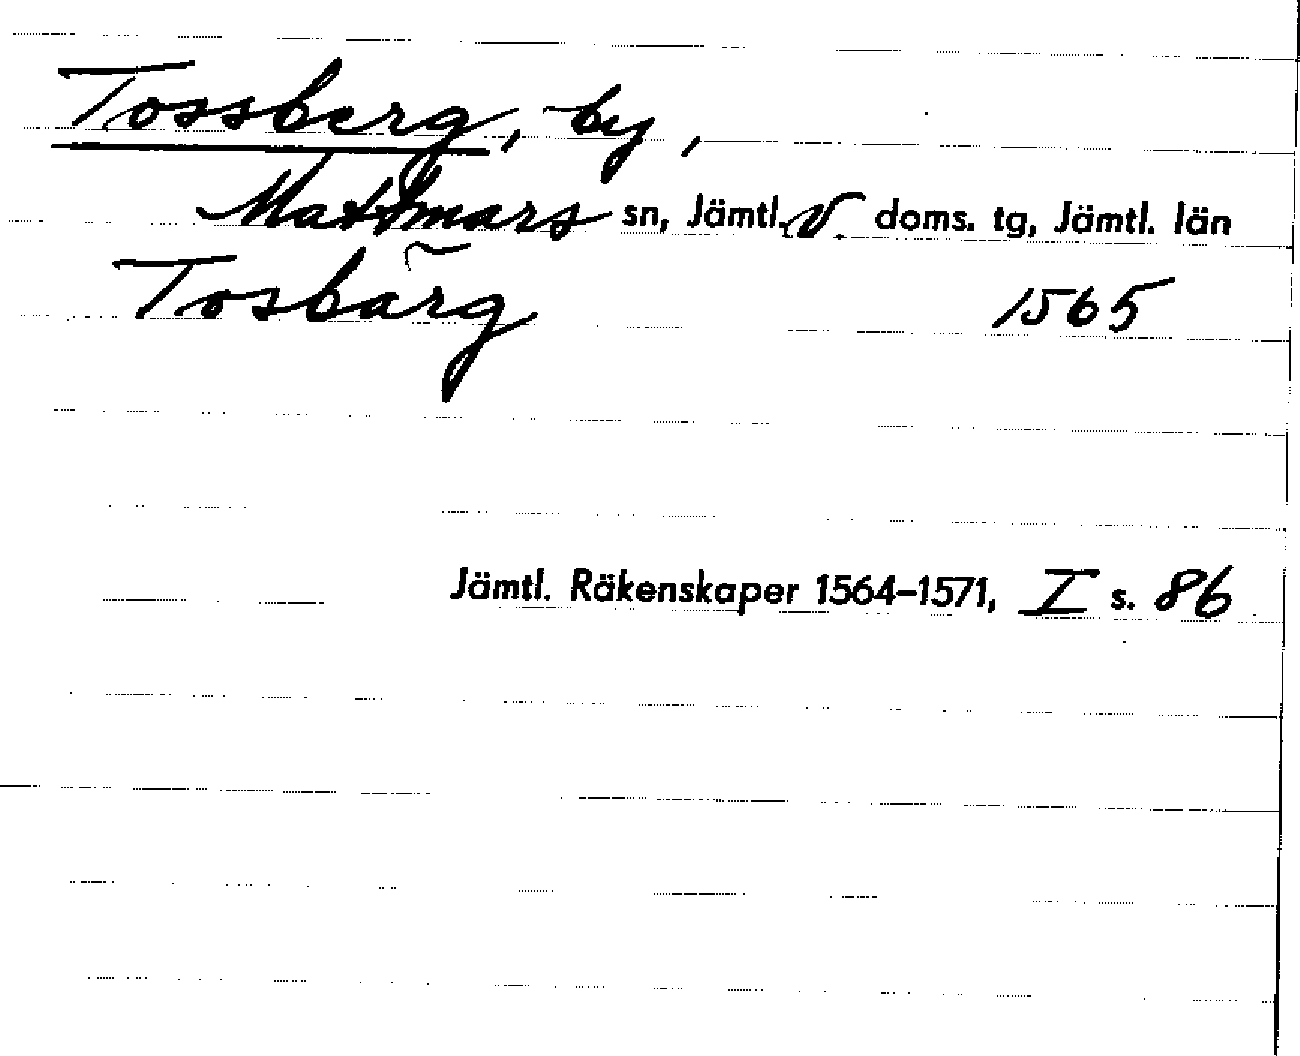 Tossberg, by,
Mattmars sn, Jämtl. v. doms. tg, Jämtl. län
Tosbärg 1565
Jämtl. Räkenskaper 1564-1571, I s. 86